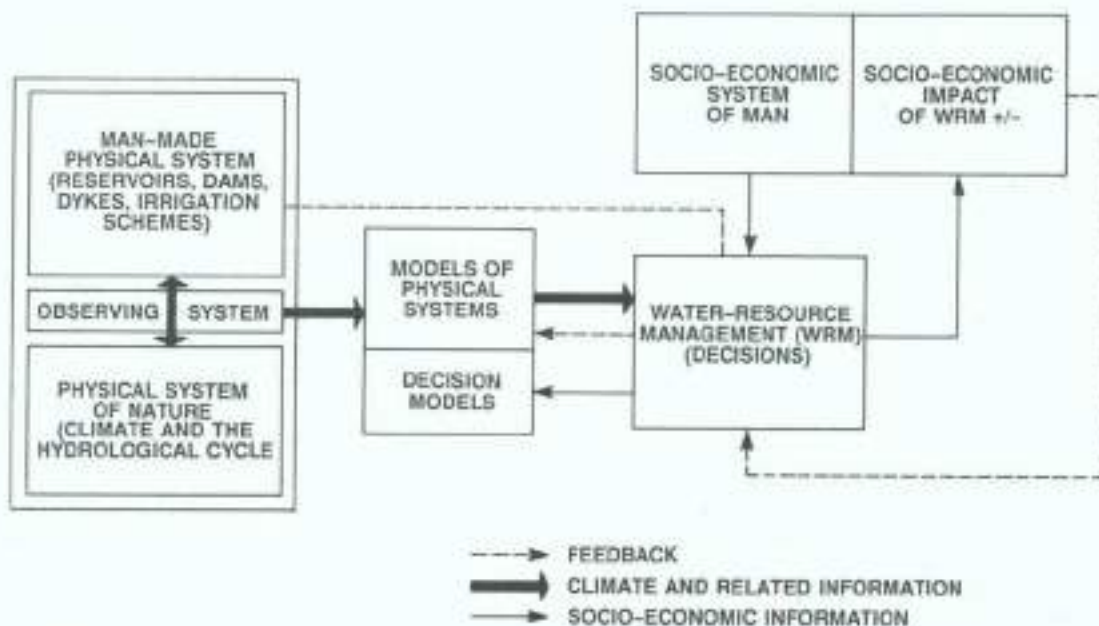 MAN-MADE
PHYSICAL SYSTEM
(RESERVOIRS, DAMS,
DYKES, IRRIGATION
SCHEMES)
OBSERVING SYSTEM
PHYSICAL SYSTEM
OF NATURE
(CLIMATE AND THE
HYDROLOGICAL CYCLE
MODELS OF
PHYSICAL
SYSTEMS
DECISION
MODELS
SOCIO-ECONOMIC
SYSTEM
OF MAN
SOCIO-ECONOMIC
IMPACT
OF WRM +/-
WATER-RESOURCE
MANAGEMENT (WRM)
(DECISIONS)
FEEDBACK
CLIMATE AND RELATED INFORMATION
SOCIO-ECONOMIC INFORMATION